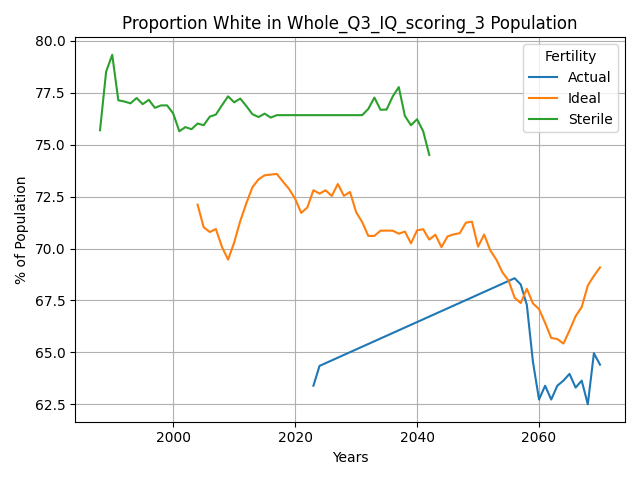 Proportion White in Whole_Q3_IQ_scoring_3 Population
80.0
77.5
75.0
72.5
70.0
67.5
65.0
62.5
% of Population
Fertility
Actual
Ideal
Sterile
2000
2020
2040
2060
Years